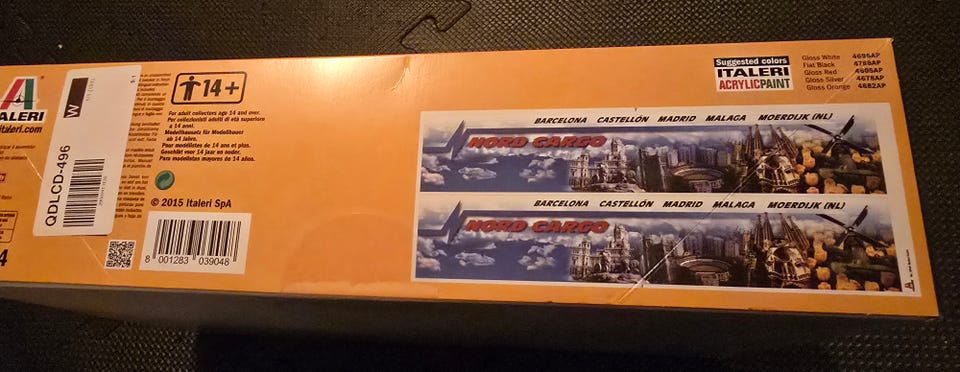 ITALERI
italeri.com
QDLCD-496
W
14+
For adult collectors age 14 and over.
Per collezionisti adulti di età superiore
a 14 anni.
Modellbausatz für Modellbauer
ab 14 Jahre.
Pour modélistes de 14 ans et plus.
Geschikt voor 14 jaar en ouder.
Para modelistas mayores de 14 años.
© 2015 Italeri SpA
8 001283 039048
Suggested colors
ITALERI
ACRYLICPAINT
Gloss White 4696AP
Flat Black 4768AP
Gloss Red 4605AP
Gloss Silver 4678AP
Gloss Orange 4682AP
BARCELONA CASTELLÓN MADRID MALAGA MOERDIJK (NL)
NORD CARGO
BARCELONA CASTELLÓN MADRID MALAGA MOERDIJK (NL)
NORD CARGO